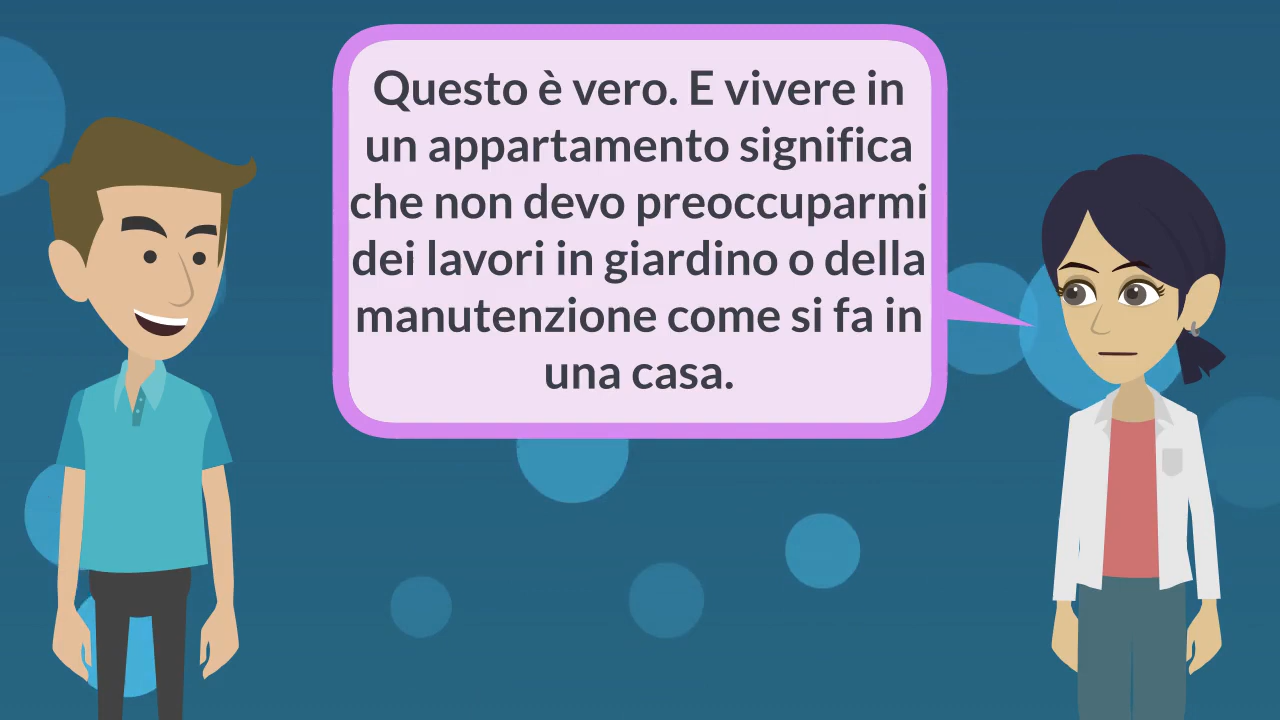 Questo è vero. E vivere in
un appartamento significa
che non devo preoccuparmi
dei lavori in giardino o della
manutenzione come si fa in
una casa.